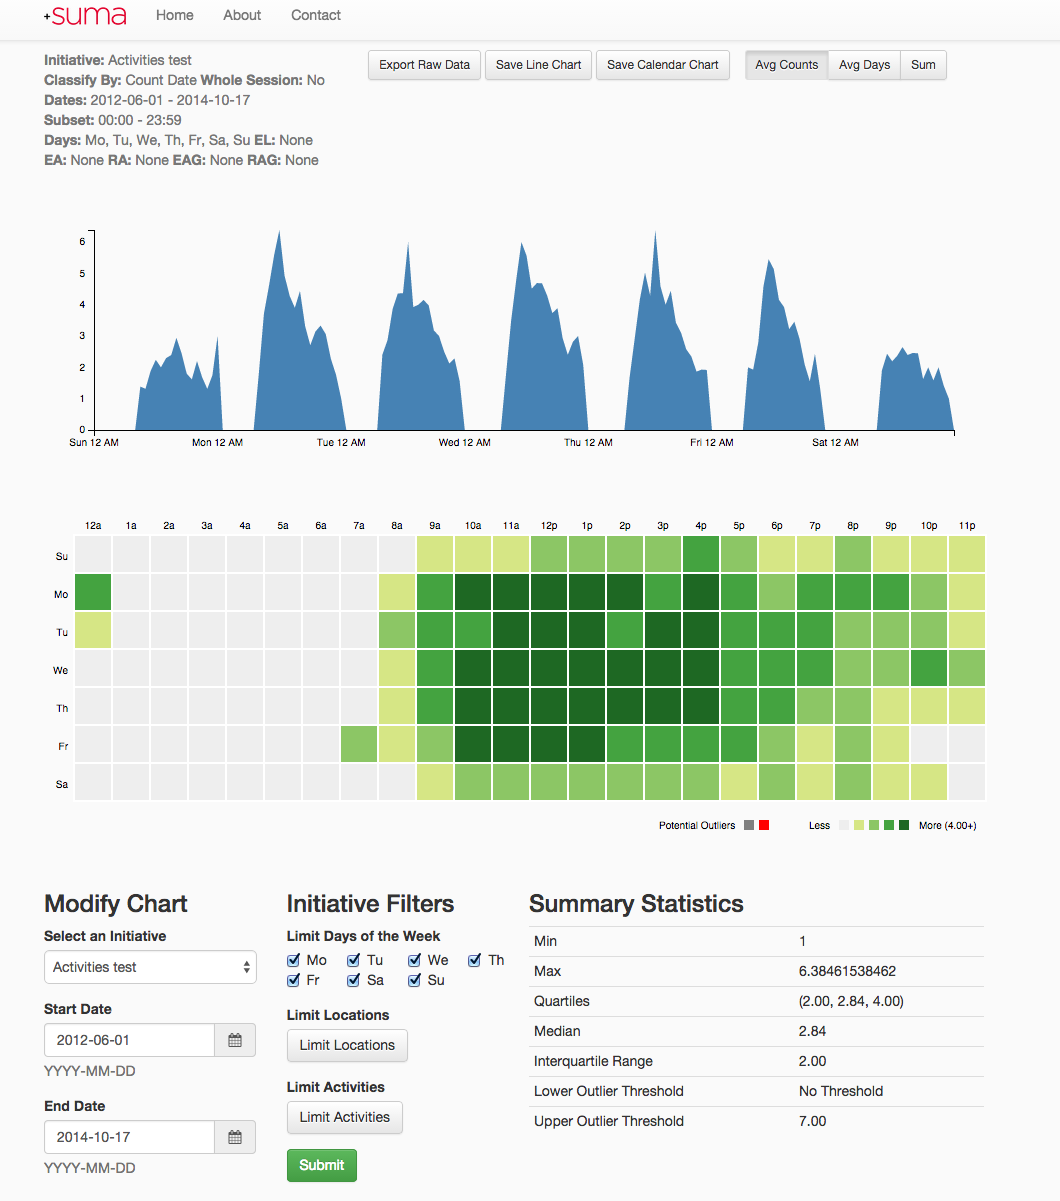 +suma Home About Contact
Initiative: Activities test
Classify By: Count Date Whole Session: No
Dates: 2012-06-01 - 2014-10-17
Subset: 00:00 - 23:59
Days: Mo, Tu, We, Th, Fr, Sa, Su EL: None
EA: None RA: None EAG: None RAG: None
Export Raw Data Save Line Chart Save Calendar Chart Avg Counts Avg Days Sum
6
5
4
3
2
1
0
Sun 12 AM Mon 12 AM Tue 12 AM Wed 12 AM Thu 12 AM Fri 12 AM Sat 12 AM
12a 1a 2a 3a 4a 5a 6a 7a 8a 9a 10a 11a 12p 1p 2p 3p 4p 5p 6p 7p 8p 9p 10p 11p
Su
Mo
Tu
We
Th
Fr
Sa
Potential Outliers Less More (4.00+)
Modify Chart
Select an Initiative
Activities test
Start Date
2012-06-01
YYYY-MM-DD
End Date
2014-10-17
YYYY-MM-DD
Initiative Filters
Limit Days of the Week
Mo Tu We Th
Fr Sa Su
Limit Locations
Limit Locations
Limit Activities
Limit Activities
Submit
Summary Statistics
Min 1
Max 6.38461538462
Quartiles (2.00, 2.84, 4.00)
Median 2.84
Interquartile Range 2.00
Lower Outlier Threshold No Threshold
Upper Outlier Threshold 7.00